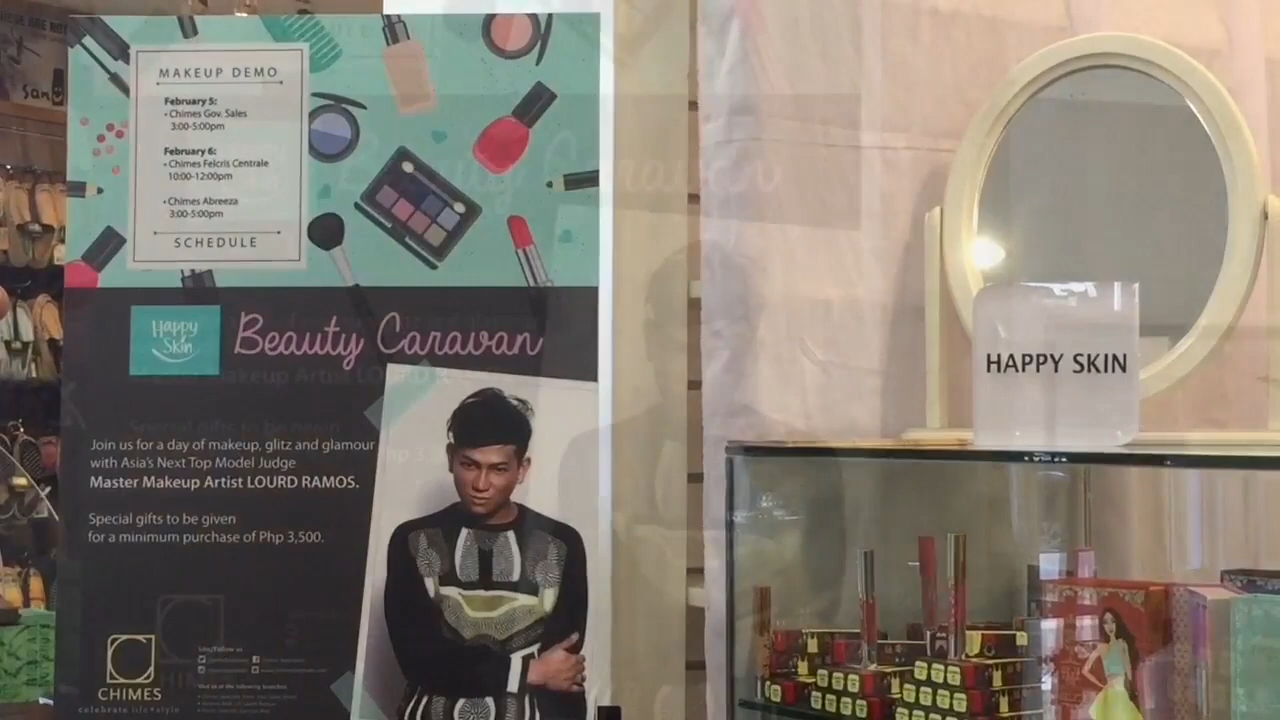 MAKEUP DEMO
February 5:
• Chimes Gov. Sales
3:00-5:00pm
February 6:
• Chimes Felcris Centrale
10:00-12:00pm
• Chimes Abreeza
3:00-5:00pm
SCHEDULE
Happy
Skin
Beauty Caravan
Join us for a day of makeup, glitz and glamour
with Asia's Next Top Model Judge
Master Makeup Artist LOURD RAMOS.
Special gifts to be given
for a minimum purchase of Php 3,500.
CHIMES
celebrate life • style
HAPPY SKIN